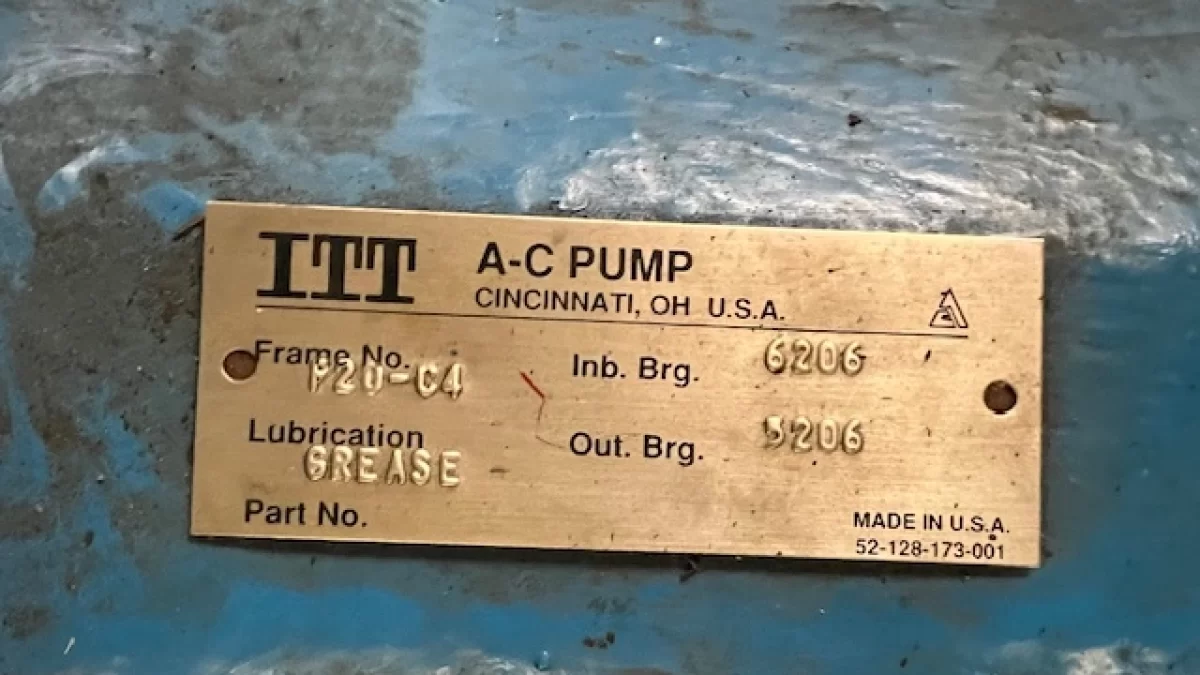 ITT A-C PUMP
CINCINNATI, OH U.S.A.
Frame No. Inb. Brg. 6206
F20-C4
Lubrication Out. Brg. 5206
GREASE
Part No.
MADE IN U.S.A.
52-128-173-001